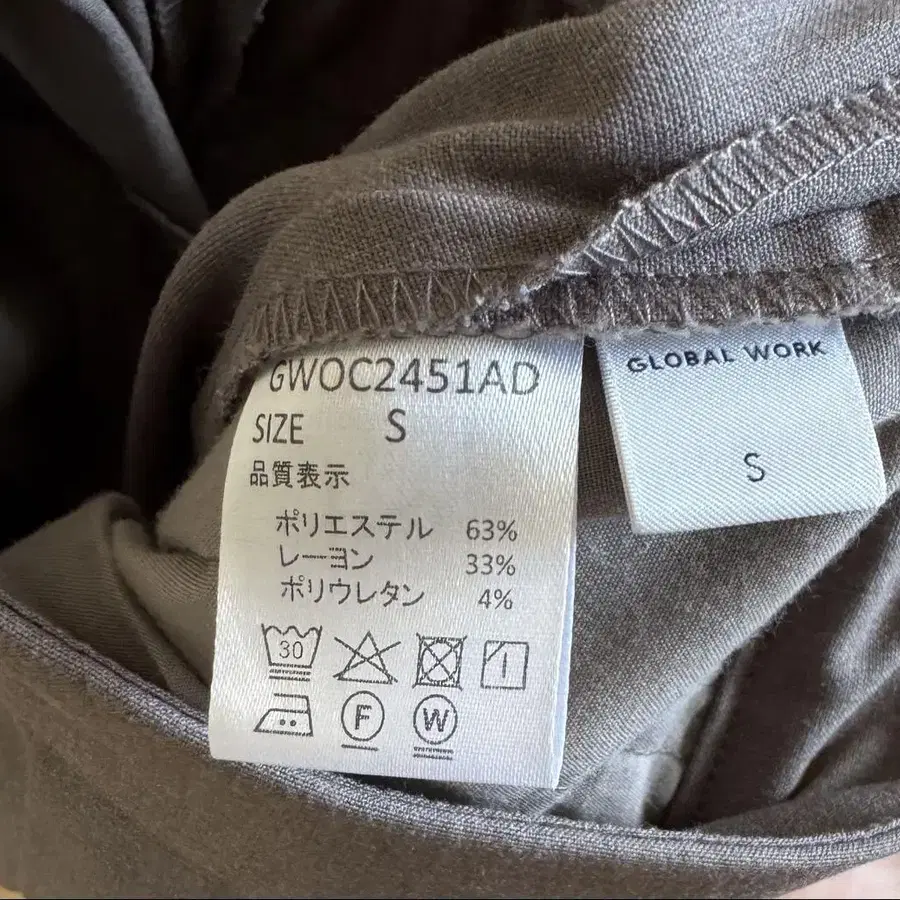 GWOC2451AD
SIZE S
品質表示
ポリエステル 63%
レーヨン 33%
ポリウレタン 4%
30
F W
GLOBAL WORK
S